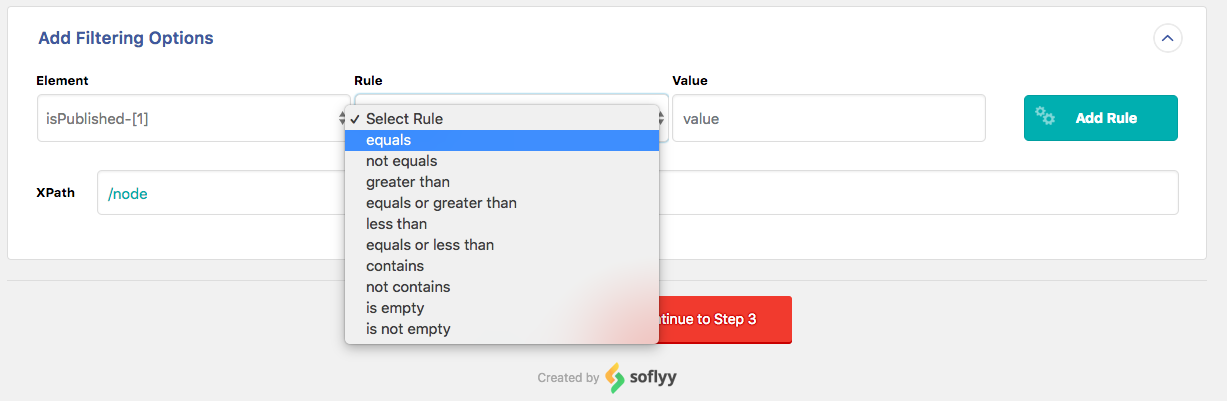 Add Filtering Options
Element Rule Value
isPublished-[1]
✓ Select Rule
equals
not equals
greater than
equals or greater than
less than
equals or less than
contains
not contains
is empty
is not empty
value
Add Rule
XPath /node
tinue to Step 3
Created by soflyy